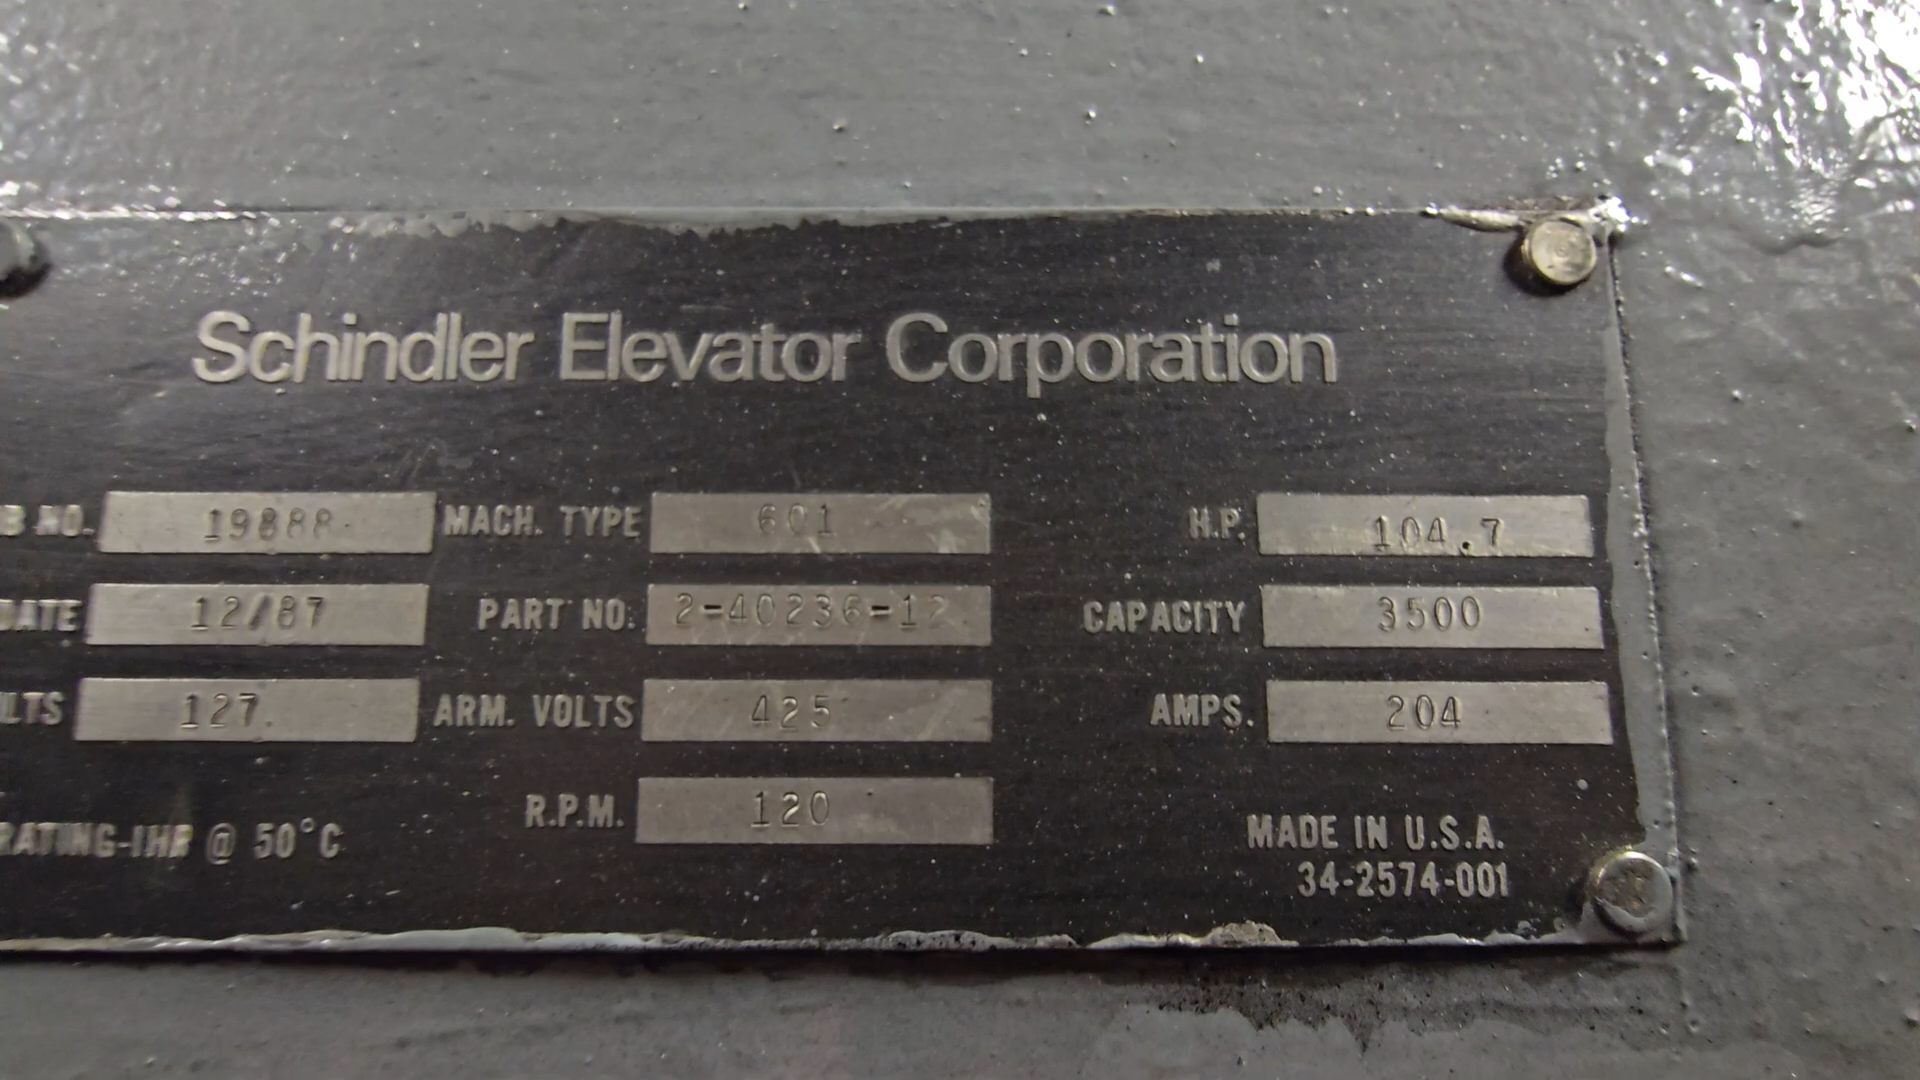 Schindler Elevator Corporation
B NO. 19888 MACH. TYPE 601 H.P. 104.7
DATE 12/87 PART NO. 2-40236-12 CAPACITY 3500
LTS 127 ARM. VOLTS 425 AMPS. 204
R.P.M. 120
RATING-1HR @ 50°C MADE IN U.S.A.
34-2574-001